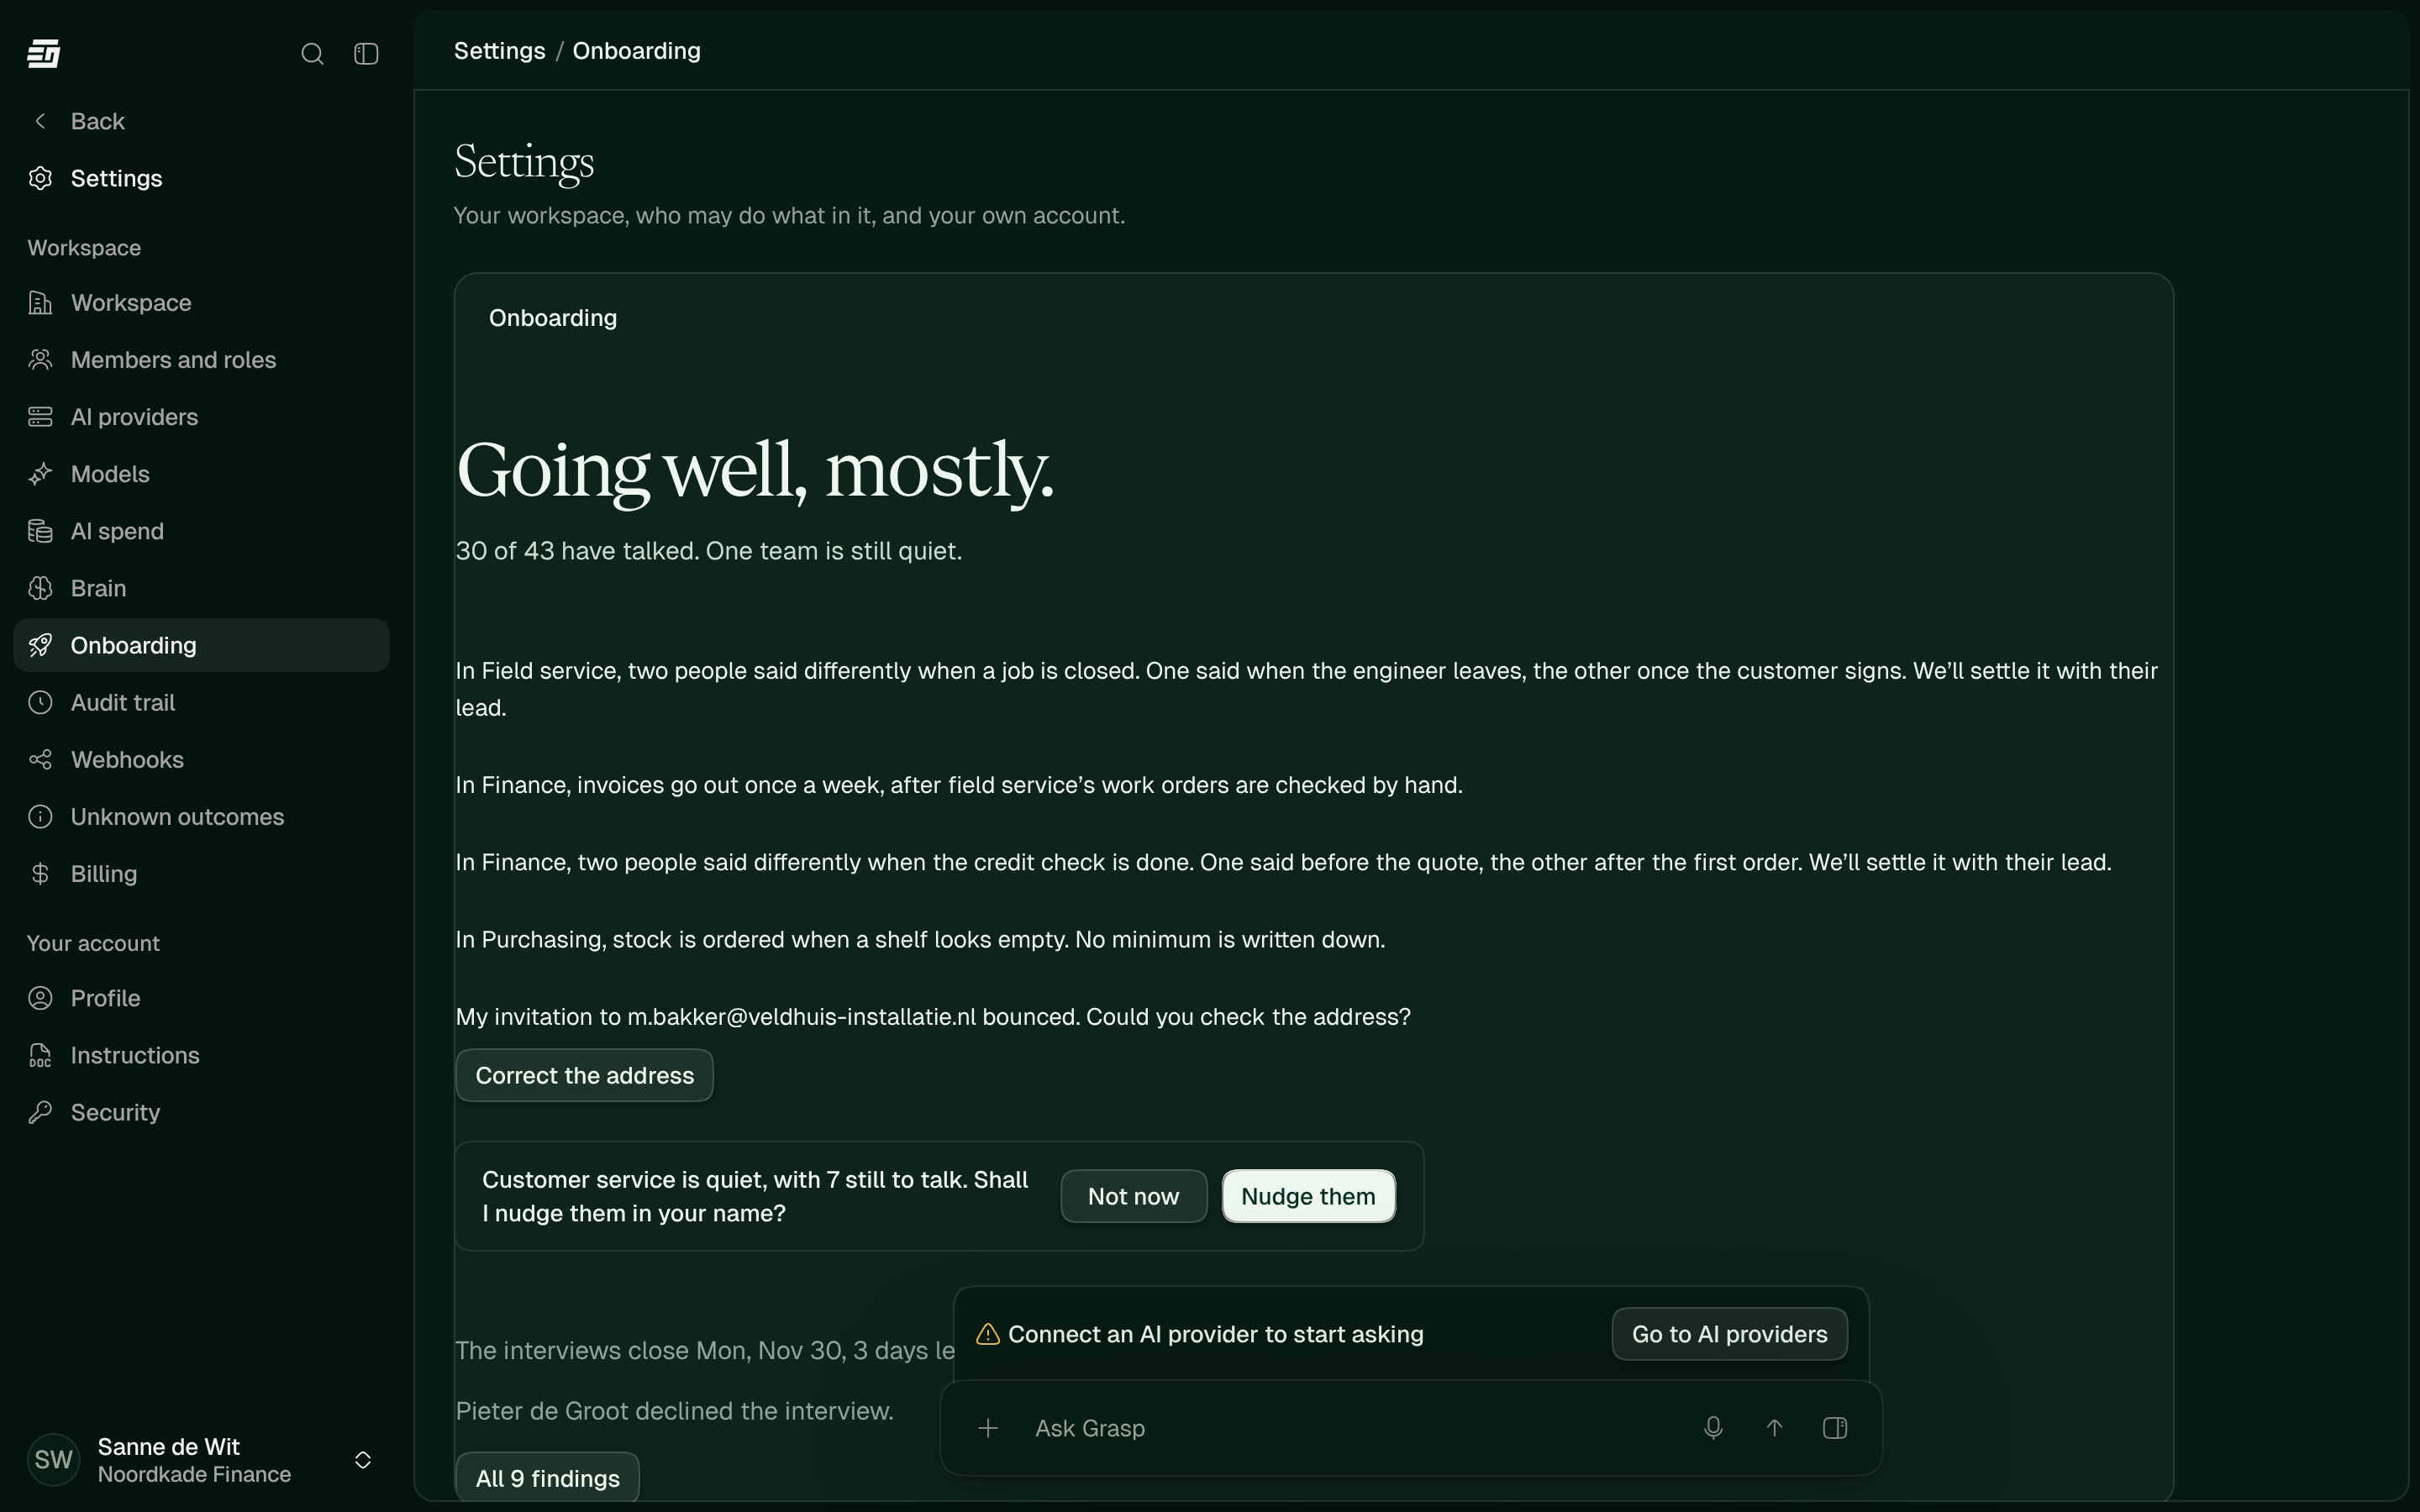 Back
Settings
Workspace
Workspace
Members and roles
AI providers
Models
AI spend
Brain
Onboarding
Audit trail
Webhooks
Unknown outcomes
Billing
Your account
Profile
Instructions
Security
SW
Sanne de Wit
Noordkade Finance
Settings / Onboarding
Settings
Your workspace, who may do what in it, and your own account.
Onboarding
Going well, mostly.
30 of 43 have talked. One team is still quiet.
In Field service, two people said differently when a job is closed. One said when the engineer leaves, the other once the customer signs. We’ll settle it with their
lead.
In Finance, invoices go out once a week, after field service’s work orders are checked by hand.
In Finance, two people said differently when the credit check is done. One said before the quote, the other after the first order. We’ll settle it with their lead.
In Purchasing, stock is ordered when a shelf looks empty. No minimum is written down.
My invitation to m.bakker@veldhuis-installatie.nl bounced. Could you check the address?
Correct the address
Customer service is quiet, with 7 still to talk. Shall
I nudge them in your name?
Not now
Nudge them
The interviews close Mon, Nov 30, 3 days le
Pieter de Groot declined the interview.
All 9 findings
Connect an AI provider to start asking
Go to AI providers
Ask Grasp